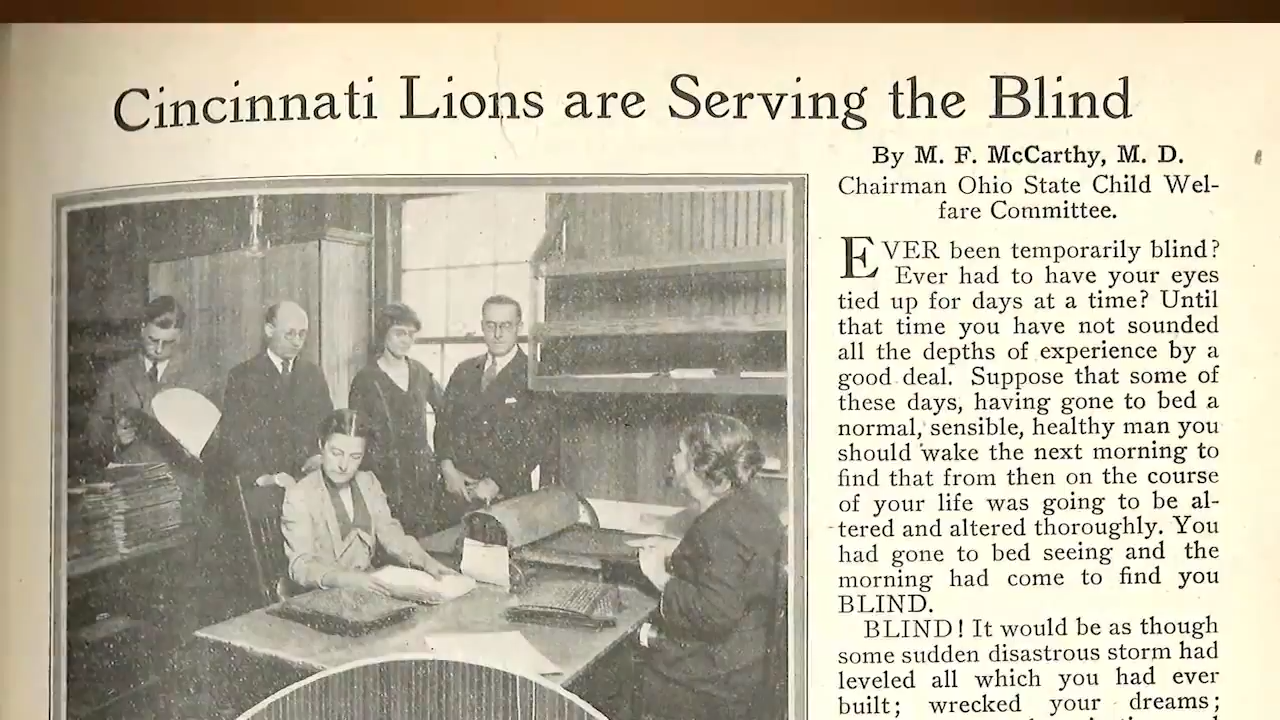 Cincinnati Lions are Serving the Blind
By M. F. McCarthy, M. D.
Chairman Ohio State Child Wel-
fare Committee.
EVER been temporarily blind?
Ever had to have your eyes
tied up for days at a time? Until
that time you have not sounded
all the depths of experience by a
good deal. Suppose that some of
these days, having gone to bed a
normal, sensible, healthy man you
should wake the next morning to
find that from then on the course
of your life was going to be al-
tered and altered thoroughly. You
had gone to bed seeing and the
morning had come to find you
BLIND.
BLIND! It would be as though
some sudden disastrous storm had
leveled all which you had ever
built; wrecked your dreams;